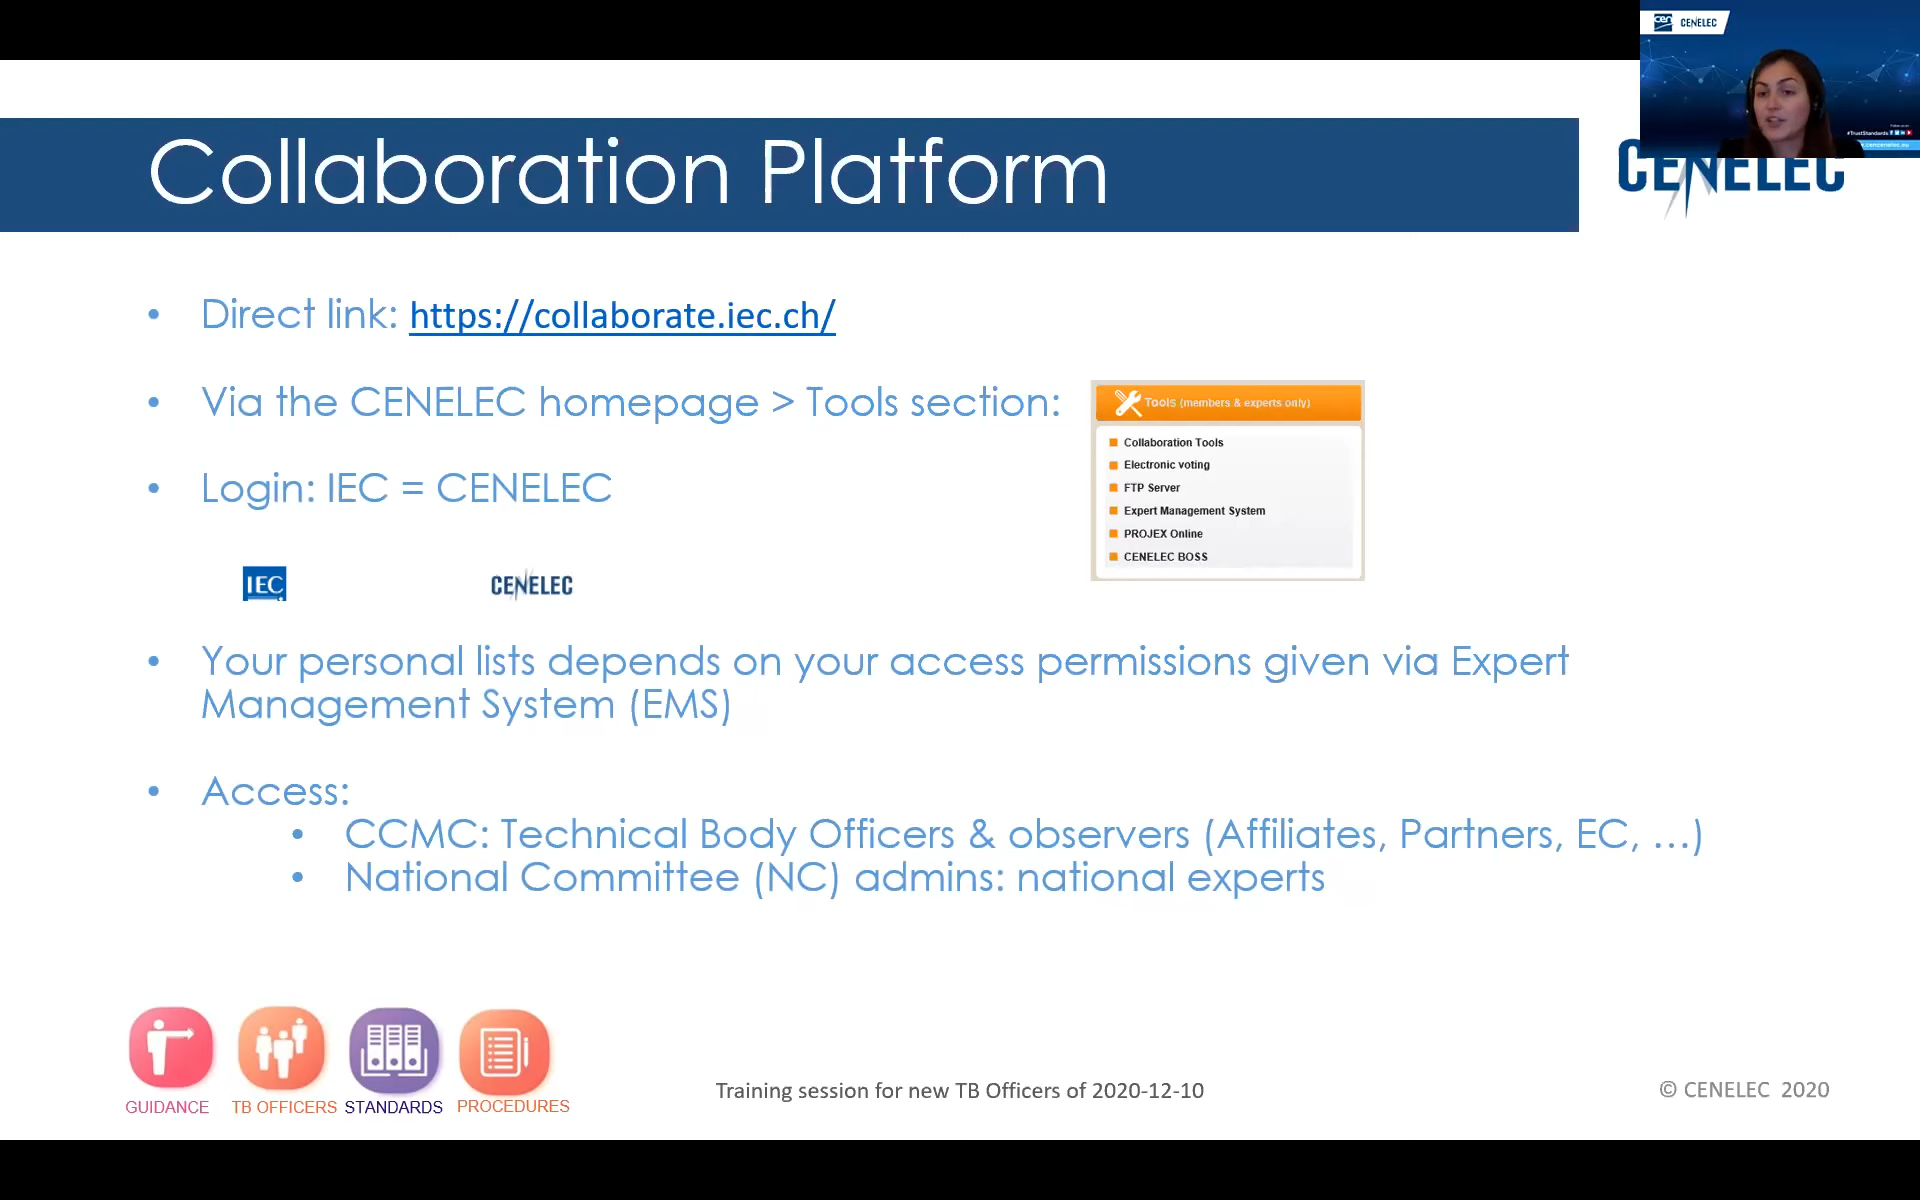 cen CENELEC
#TrustStandards
Collaboration Platform
CENELEC
• Direct link: https://collaborate.iec.ch/
• Via the CENELEC homepage > Tools section:
Tools (members & experts only)
Collaboration Tools
Electronic voting
FTP Server
Expert Management System
PROJEX Online
CENELEC BOSS
• Login: IEC = CENELEC
IEC CENELEC
• Your personal lists depends on your access permissions given via Expert
Management System (EMS)
• Access:
• CCMC: Technical Body Officers & observers (Affiliates, Partners, EC, …)
• National Committee (NC) admins: national experts
GUIDANCE TB OFFICERS STANDARDS PROCEDURES
Training session for new TB Officers of 2020-12-10
© CENELEC 2020